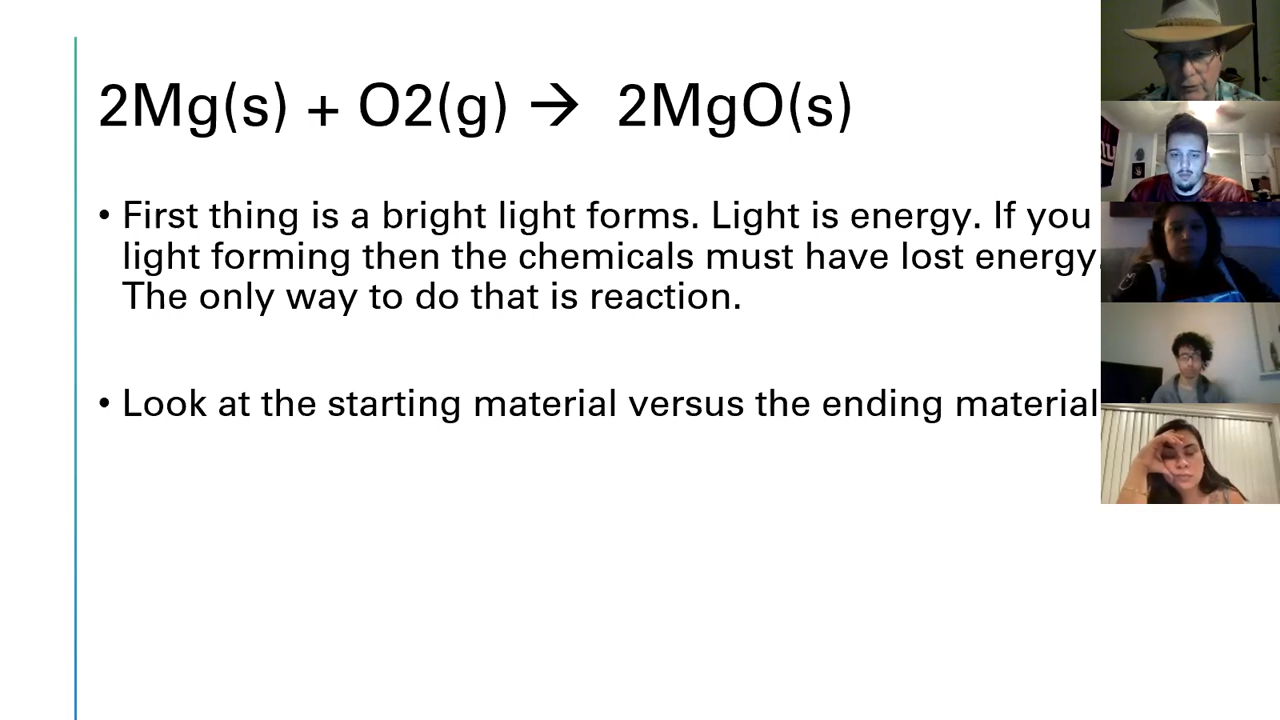 2Mg(s) + O2(g) → 2MgO(s)
• First thing is a bright light forms. Light is energy. If you
light forming then the chemicals must have lost energy.
The only way to do that is reaction.
• Look at the starting material versus the ending material